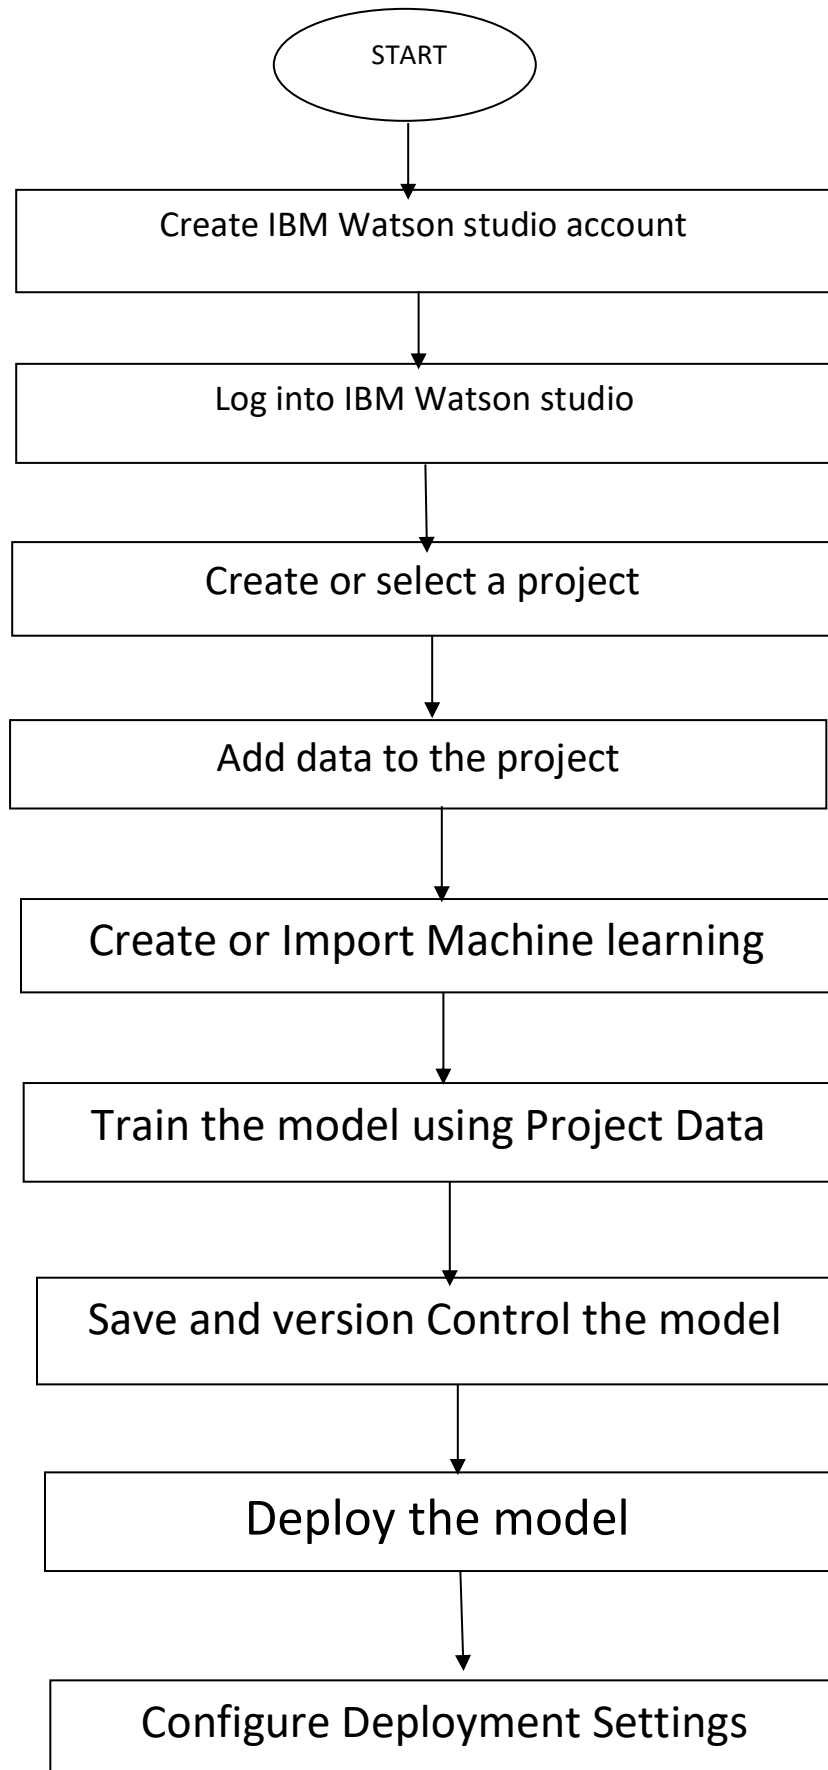 START
Create IBM Watson studio account
Log into IBM Watson studio
Create or select a project
Add data to the project
Create or Import Machine learning
Train the model using Project Data
Save and version Control the model
Deploy the model
Configure Deployment Settings